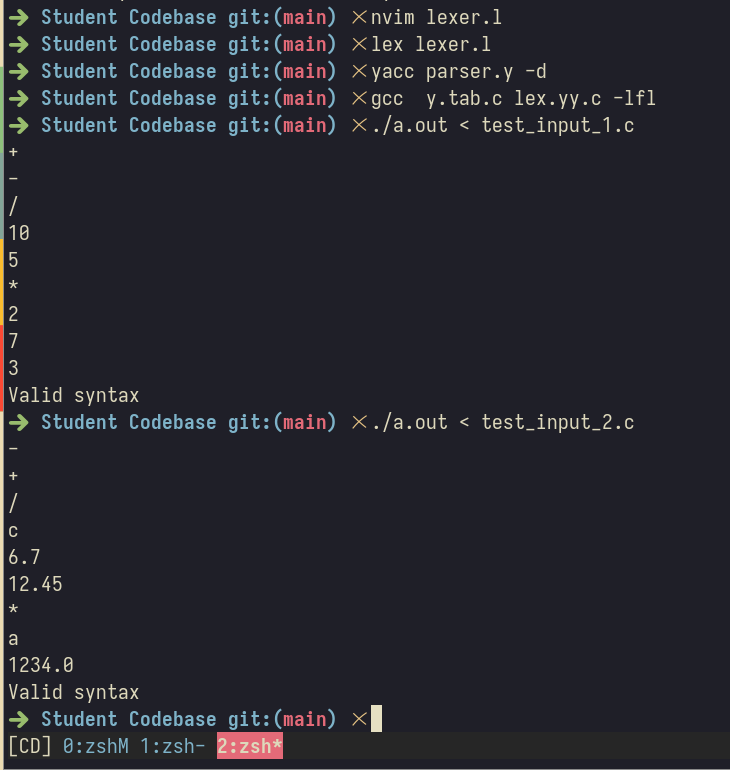 ➜ Student Codebase git:(main) ✕nvim lexer.l
➜ Student Codebase git:(main) ✕lex lexer.l
➜ Student Codebase git:(main) ✕yacc parser.y -d
➜ Student Codebase git:(main) ✕gcc  y.tab.c lex.yy.c -lfl
➜ Student Codebase git:(main) ✕./a.out < test_input_1.c
+
-
/
10
5
*
2
7
3
Valid syntax
➜ Student Codebase git:(main) ✕./a.out < test_input_2.c
-
+
/
c
6.7
12.45
*
a
1234.0
Valid syntax
➜ Student Codebase git:(main) ✕
[CD] 0:zshM 1:zsh- 2:zsh*